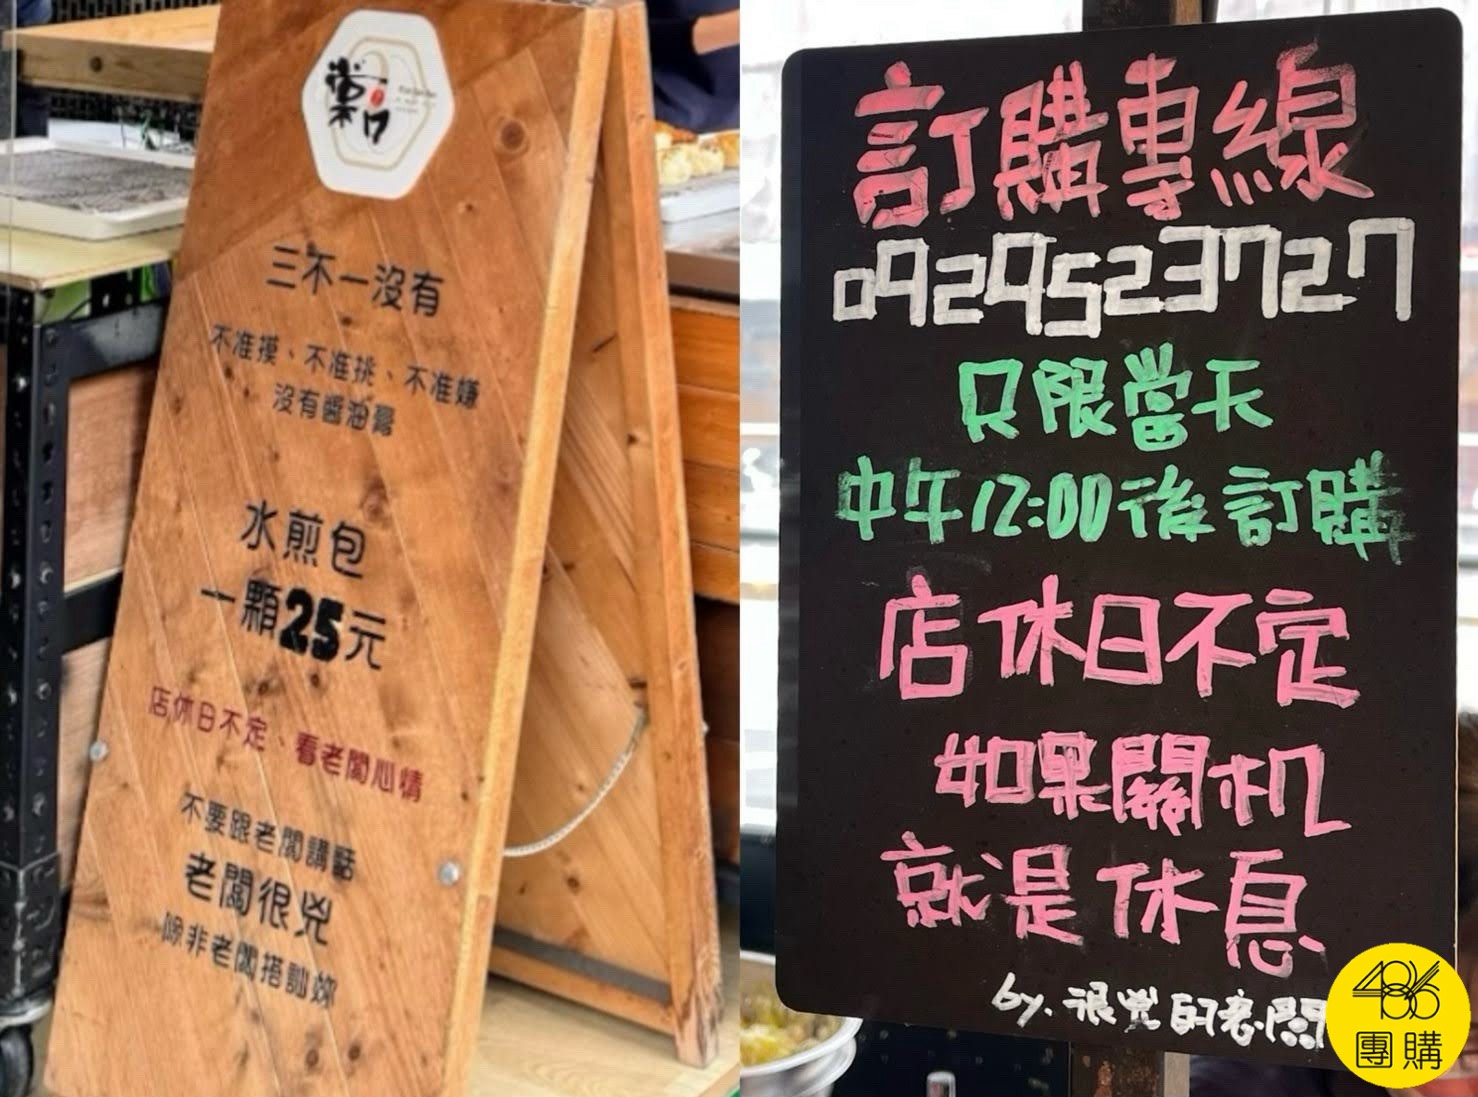 三不一沒有
不准摸、不准挑、不准嫌
沒有醬油膏
水煎包
一顆25元
店休日不定、看老闆心情
不要跟老闆講話
老闆很兇
除非老闆搭訕妳
訂購專線
0929523727
只限當天
中午12:00後訂購
店休日不定
如果關机
就是休息
by.很兇的老闆
486
團購